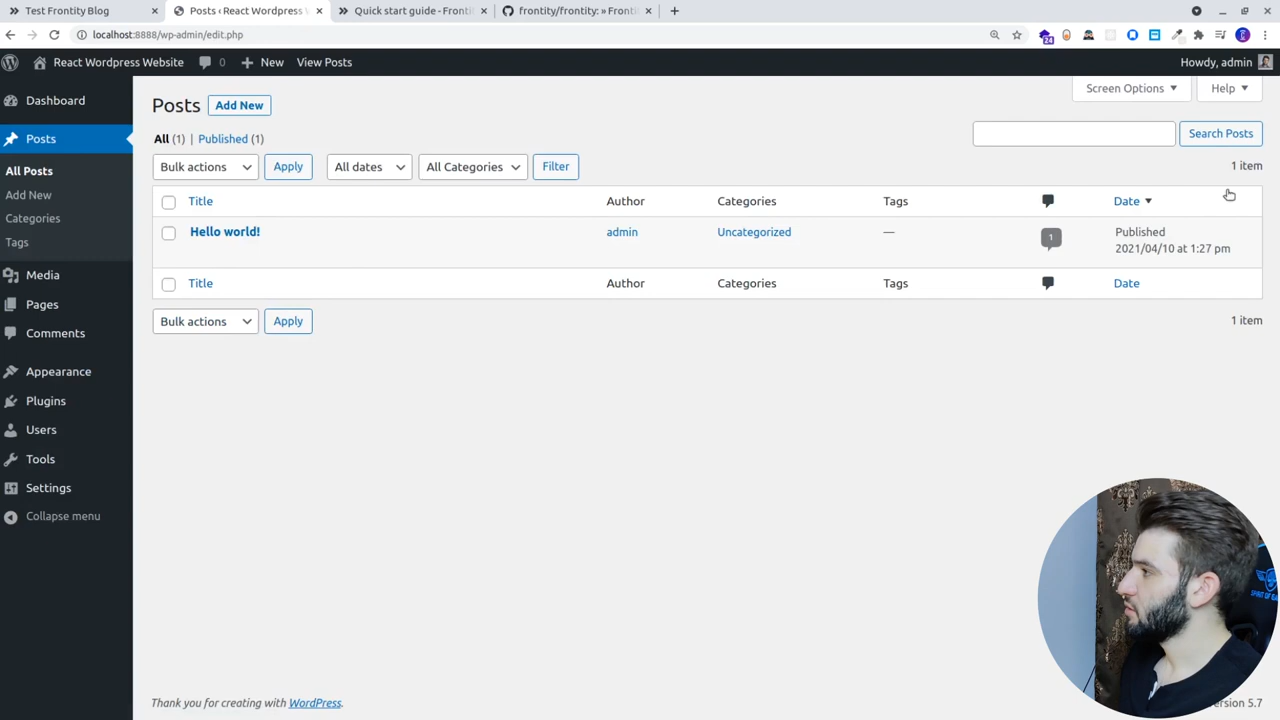 Test Frontity Blog
Posts ‹ React Wordpress
Quick start guide - Fronti
frontity/frontity: » Fronti
localhost:8888/wp-admin/edit.php
24
React Wordpress Website
0
New
View Posts
Howdy, admin
Dashboard
Posts
All Posts
Add New
Categories
Tags
Media
Pages
Comments
Appearance
Plugins
Users
Tools
Settings
Collapse menu
Screen Options
Help
Posts Add New
All (1) | Published (1)
Search Posts
Bulk actions Apply All dates All Categories Filter
1 item
Title Author Categories Tags Date
Hello world! admin Uncategorized — 1 Published
2021/04/10 at 1:27 pm
Title Author Categories Tags Date
Bulk actions Apply
1 item
Thank you for creating with WordPress.
5.7